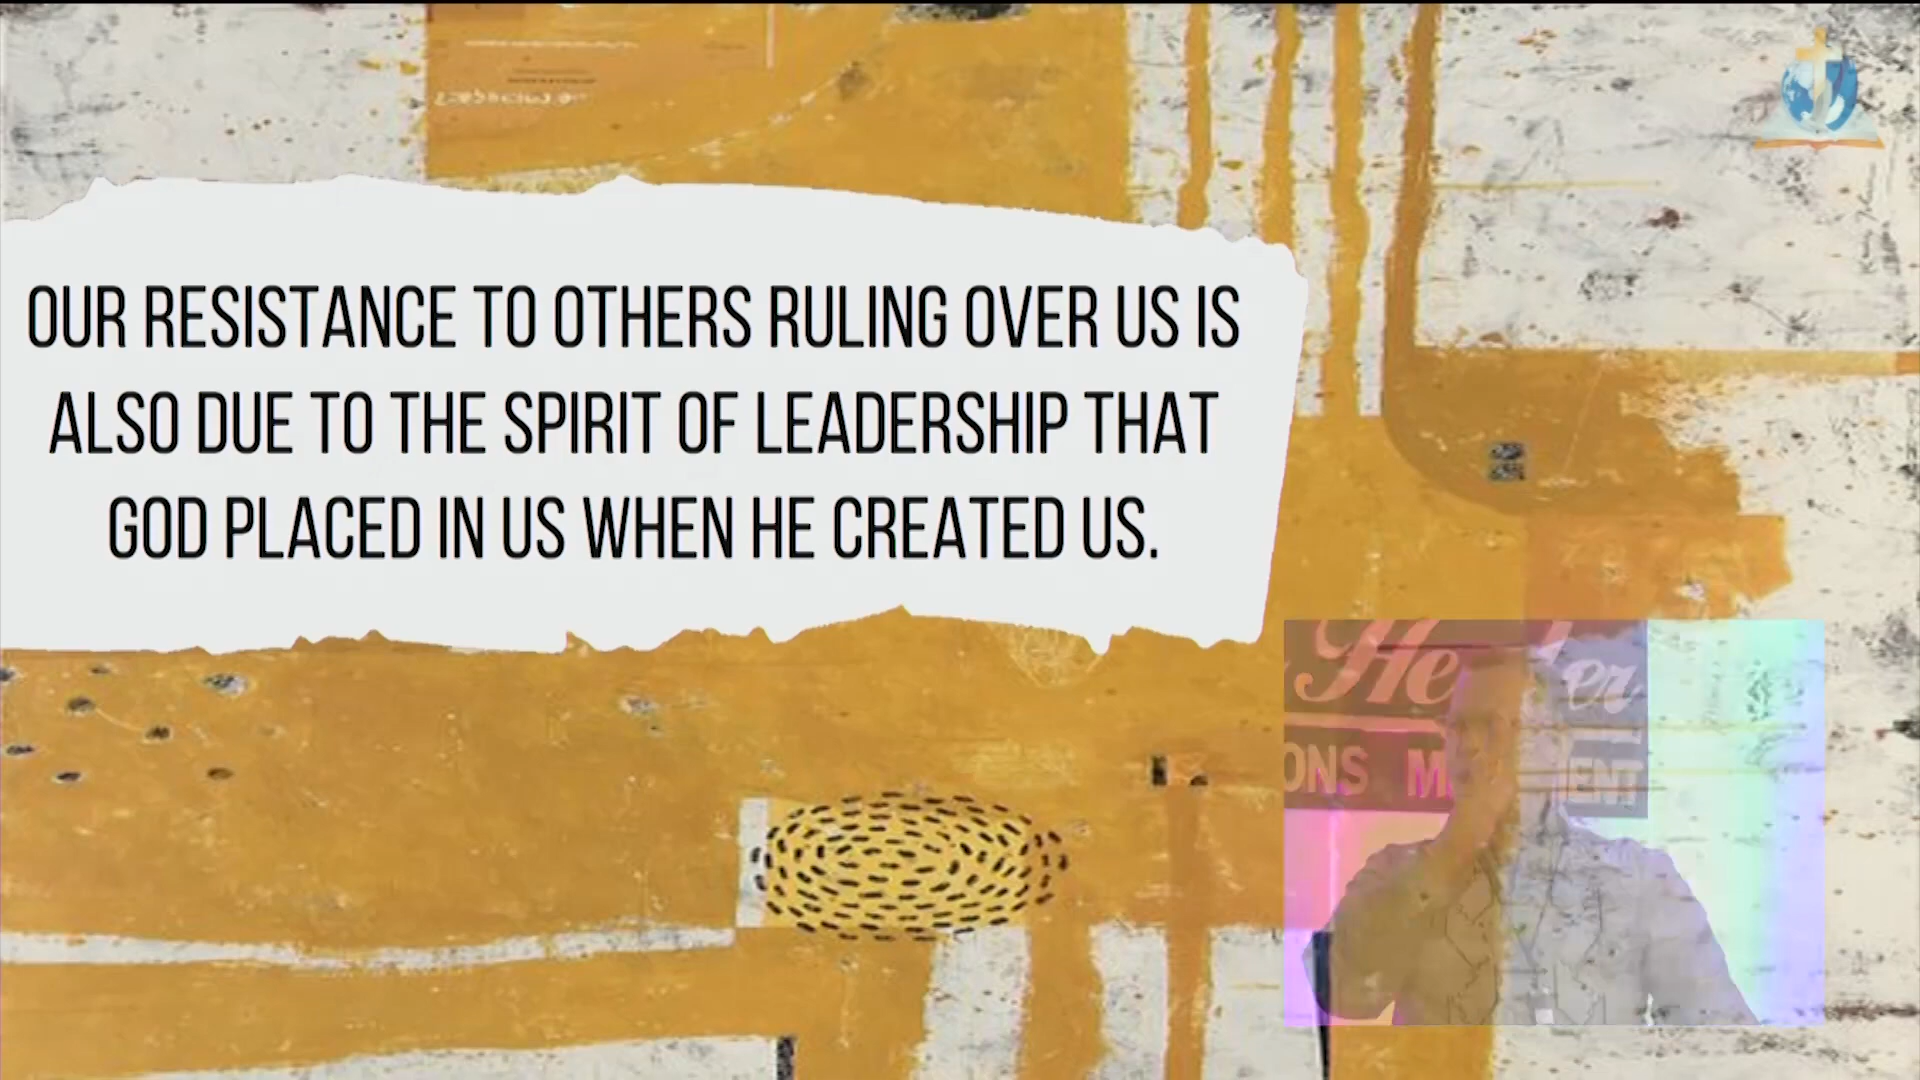 OUR RESISTANCE TO OTHERS RULING OVER US IS
ALSO DUE TO THE SPIRIT OF LEADERSHIP THAT
GOD PLACED IN US WHEN HE CREATED US.